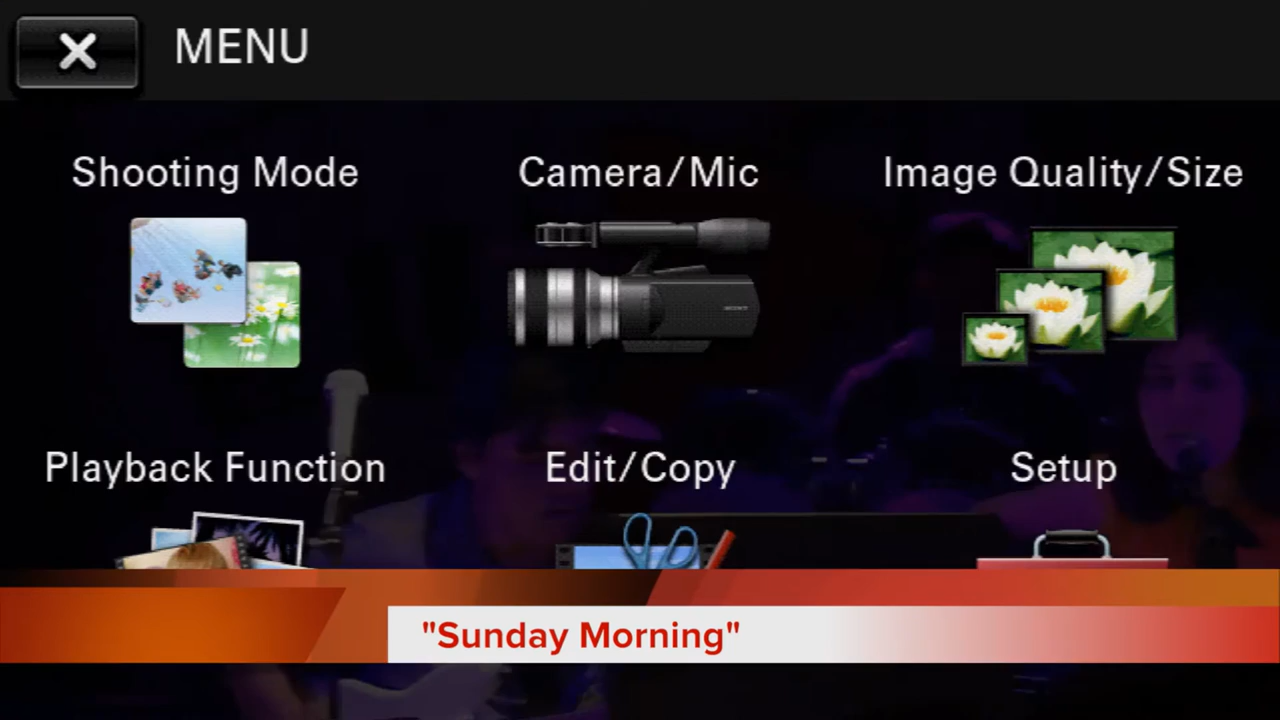 MENU
Shooting Mode
Camera/Mic
Image Quality/Size
Playback Function
Edit/Copy
Setup
"Sunday Morning"